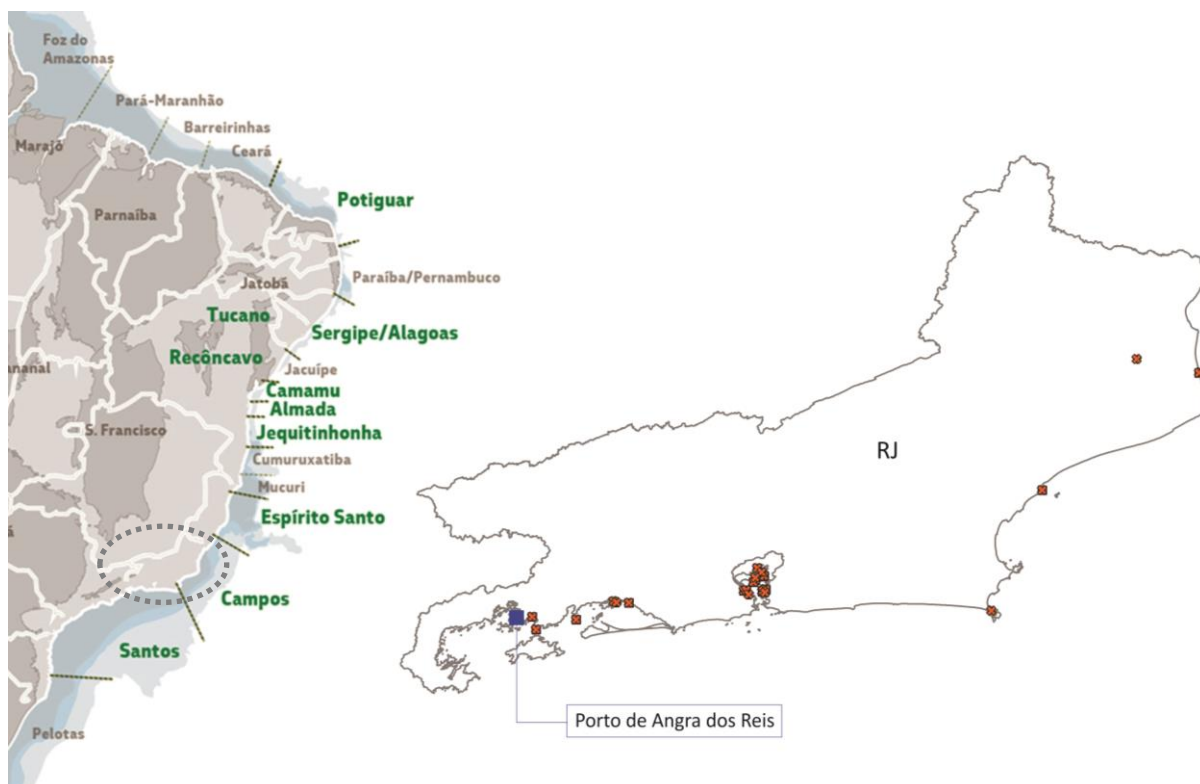 Foz do
Amazonas
Pará-Maranhão
Barreirinhas
Ceará
Marajó
Potiguar
Parnaíba
Jatobá
Paraíba/Pernambuco
Tucano
Sergipe/Alagoas
Recôncavo
Jacuípe
Camamu
Almada
S. Francisco
Jequitinhonha
Cumuruxatiba
Mucuri
Espírito Santo
Campos
Santos
Pelotas
RJ
Porto de Angra dos Reis